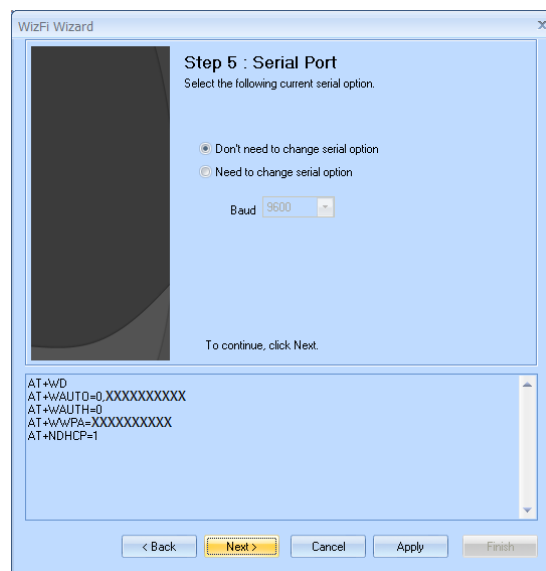 WizFi Wizard
x
Step 5 : Serial Port
Select the following current serial option.
Don't need to change serial option
Need to change serial option
Baud 9600
To continue, click Next.
AT+WD
AT+WAUTO=0,XXXXXXXXXX
AT+WAUTH=0
AT+WWPA=XXXXXXXXXX
AT+NDHCP=1
< Back Next > Cancel Apply Finish